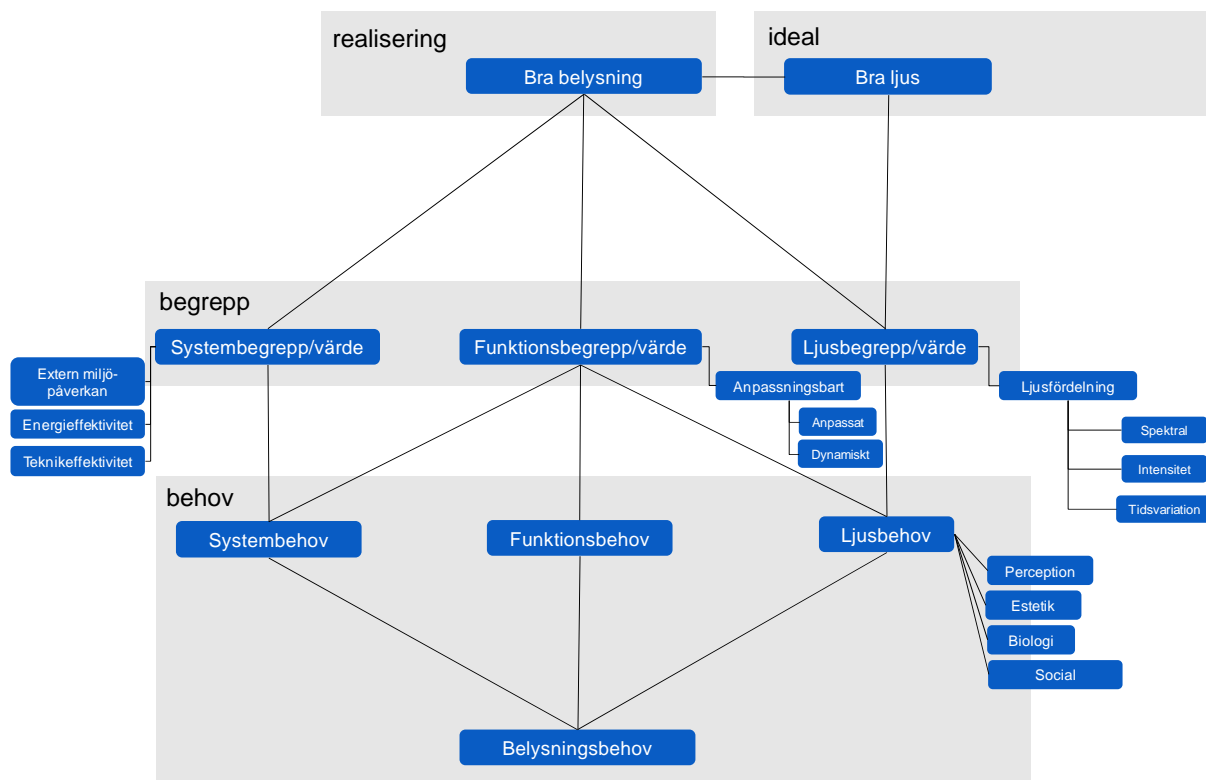 realisering
ideal
Bra belysning
Bra ljus
begrepp
Systembegrepp/värde
Funktionsbegrepp/värde
Ljusbegrepp/värde
Extern miljö-
påverkan
Energieffektivitet
Teknikeffektivitet
Anpassningsbart
Anpassat
Dynamiskt
Ljusfördelning
Spektral
Intensitet
Tidsvariation
behov
Systembehov
Funktionsbehov
Ljusbehov
Perception
Estetik
Biologi
Social
Belysningsbehov